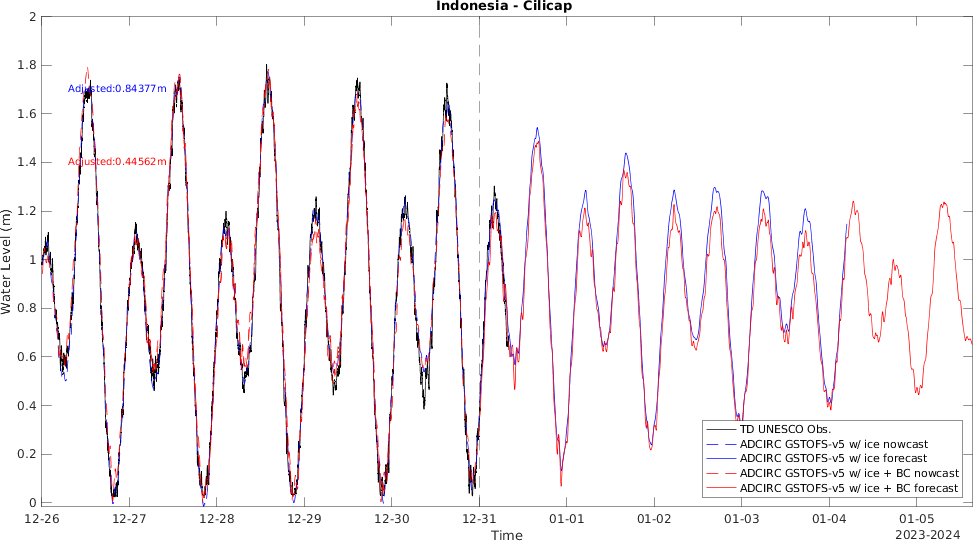 Indonesia - Cilicap
2
1.8
1.6
1.4
1.2
1
0.8
0.6
0.4
0.2
0
Water Level (m)
Adjusted:0.84377m
Adjusted:0.44562m
TD UNESCO Obs.
ADCIRC GSTOFS-v5 w/ ice nowcast
ADCIRC GSTOFS-v5 w/ ice forecast
ADCIRC GSTOFS-v5 w/ ice + BC nowcast
ADCIRC GSTOFS-v5 w/ ice + BC forecast
12-26 12-27 12-28 12-29 12-30 12-31 01-01 01-02 01-03 01-04 01-05
Time
2023-2024